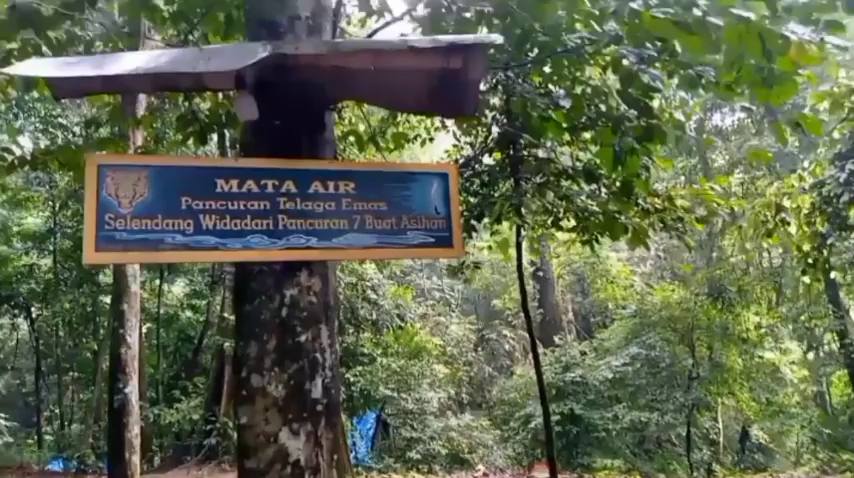 MATA AIR
Pancuran Telaga Emas
Selendang Widadari Pancuran 7 Buat Asihan